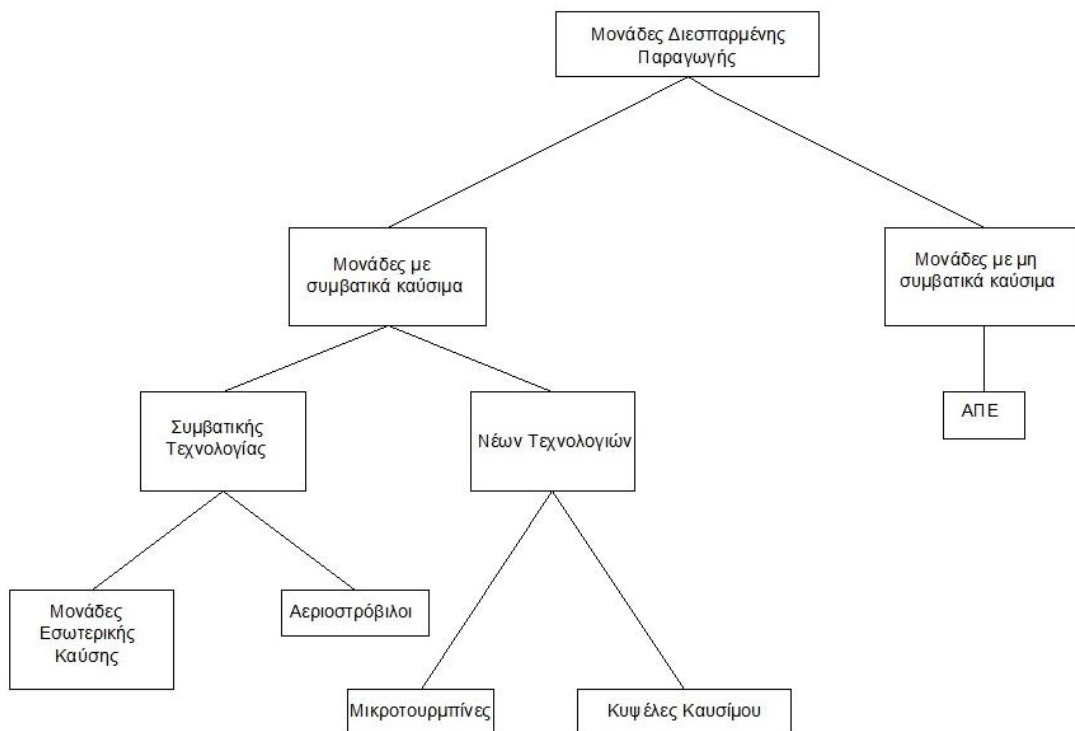 Μονάδες Διεσπαρμένης
Παραγωγής
Μονάδες με
συμβατικά καύσιμα
Μονάδες με μη
συμβατικά καύσιμα
Συμβατικής
Τεχνολογίας
Νέων Τεχνολογιών
ΑΠΕ
Μονάδες
Εσωτερικής
Καύσης
Αεριοστρόβιλοι
Μικροτουρμπίνες
Κυψέλες Καυσίμου